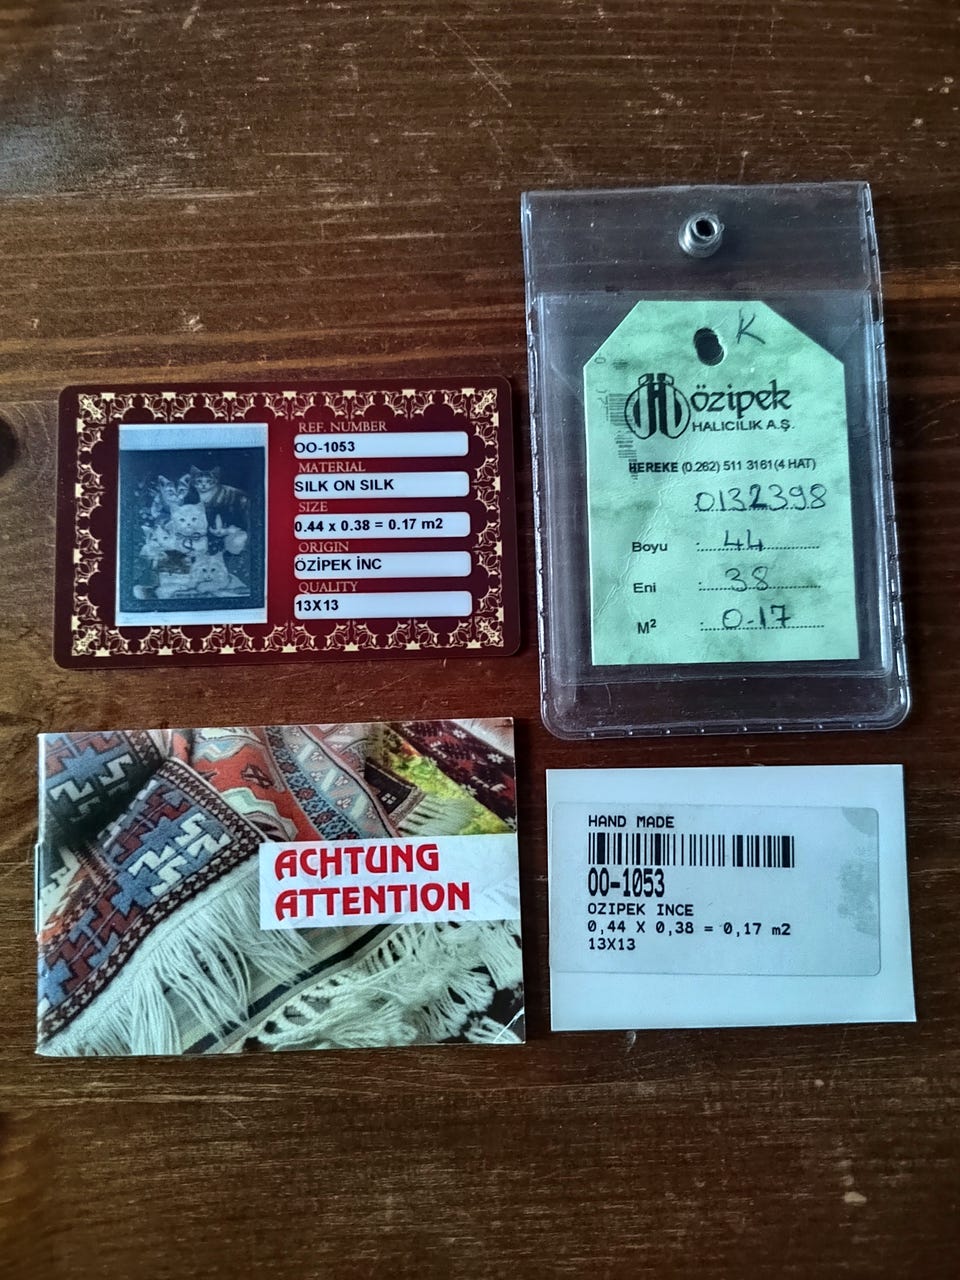 REF. NUMBER
OO-1053
MATERIAL
SILK ON SILK
SIZE
0.44 x 0.38 = 0.17 m2
ORIGIN
ÖZİPEK İNC
QUALITY
13X13
K
özipek
HALICILIK A.Ş.
HEREKE (0.262) 511 3161 (4 HAT)
0132398
Boyu : 44
Eni : 38
M² : 0.17
ACHTUNG
ATTENTION
HAND MADE
OO-1053
OZIPEK INCE
0,44 X 0,38 = 0,17 m2
13X13